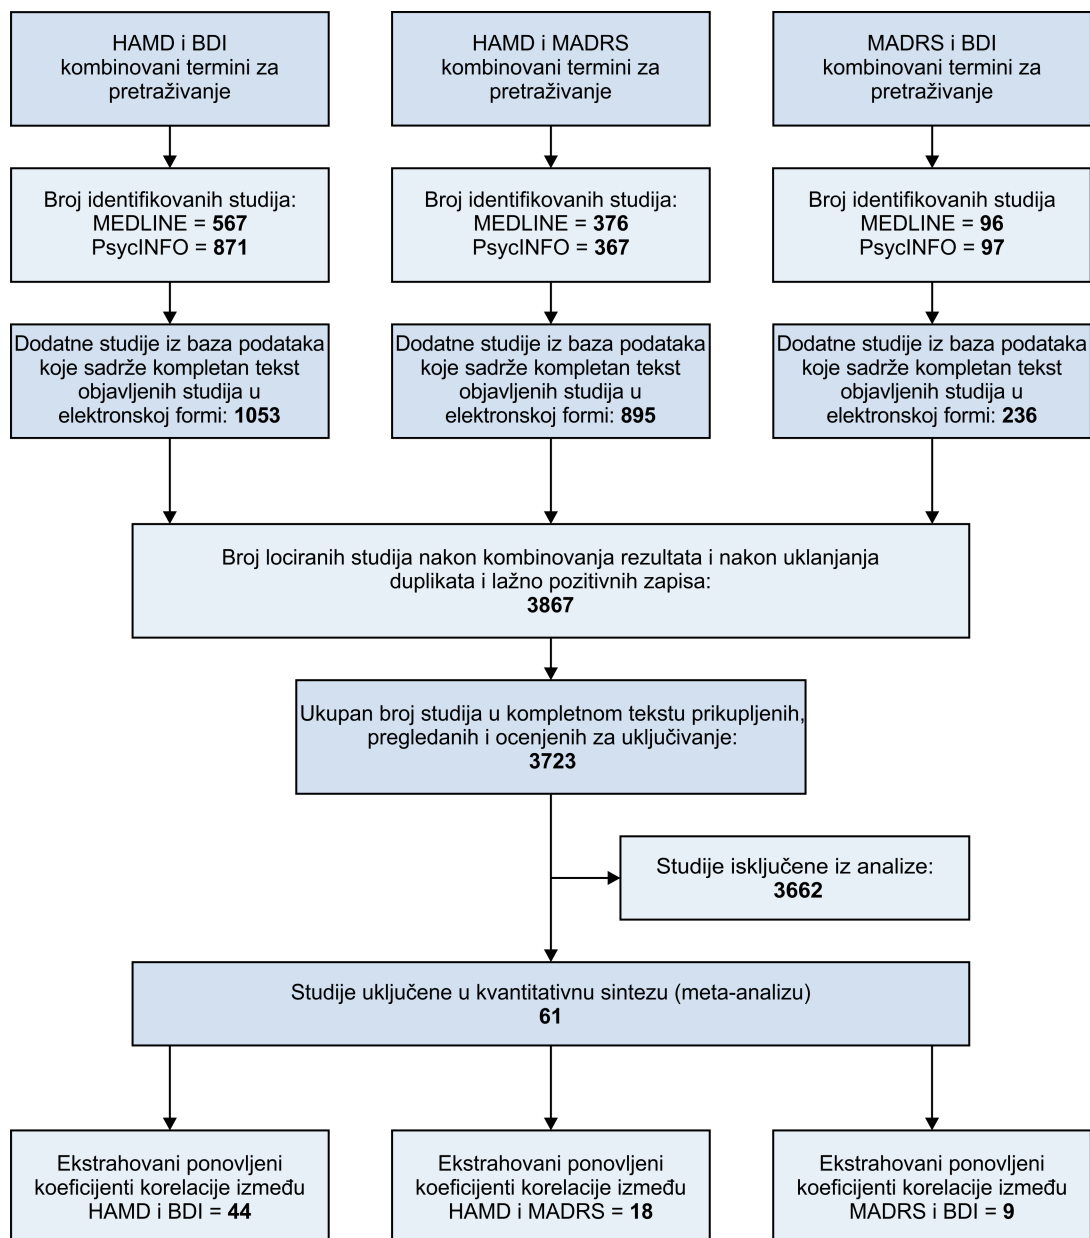 HAMD i BDI
kombinovani termini za
pretraživanje
HAMD i MADRS
kombinovani termini za
pretraživanje
MADRS i BDI
kombinovani termini za
pretraživanje
Broj identifikovanih studija:
MEDLINE = 567
PsycINFO = 871
Broj identifikovanih studija:
MEDLINE = 376
PsycINFO = 367
Broj identifikovanih studija
MEDLINE = 96
PsycINFO = 97
Dodatne studije iz baza podataka
koje sadrže kompletan tekst
objavljenih studija u
elektronskoj formi: 1053
Dodatne studije iz baza podataka
koje sadrže kompletan tekst
objavljenih studija u
elektronskoj formi: 895
Dodatne studije iz baza podataka
koje sadrže kompletan tekst
objavljenih studija u
elektronskoj formi: 236
Broj lociranih studija nakon kombinovanja rezultata i nakon uklanjanja
duplikata i lažno pozitivnih zapisa:
3867
Ukupan broj studija u kompletnom tekstu prikupljenih,
pregledanih i ocenjenih za uključivanje:
3723
Studije isključene iz analize:
3662
Studije uključene u kvantitativnu sintezu (meta-analizu)
61
Ekstrahovani ponovljeni
koeficijenti korelacije između
HAMD i BDI = 44
Ekstrahovani ponovljeni
koeficijenti korelacije između
HAMD i MADRS = 18
Ekstrahovani ponovljeni
koeficijenti korelacije između
MADRS i BDI = 9